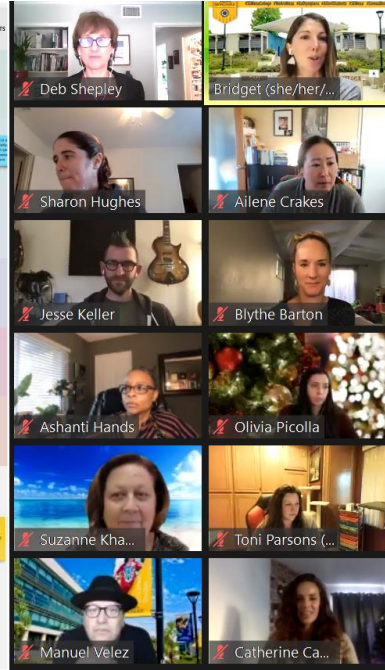 Deb Shepley
Bridget (she/her/...
Sharon Hughes
Ailene Crakes
Jesse Keller
Blythe Barton
Ashanti Hands
Olivia Picolla
Suzanne Kha...
Toni Parsons (...
Manuel Velez
Catherine Ca...